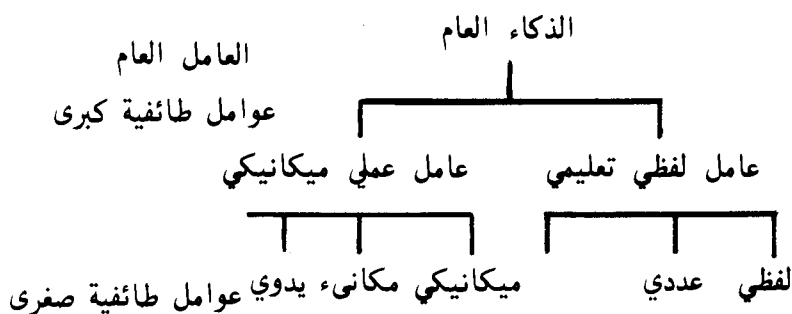 الذكاء العام
العامل العام
عوامل طائفية كبرى
عامل لفظي تعليمي عامل عملي ميكانيكي
لفظي عددي ميكانيكي مكانىء يدوي عوامل طائفية صغرى